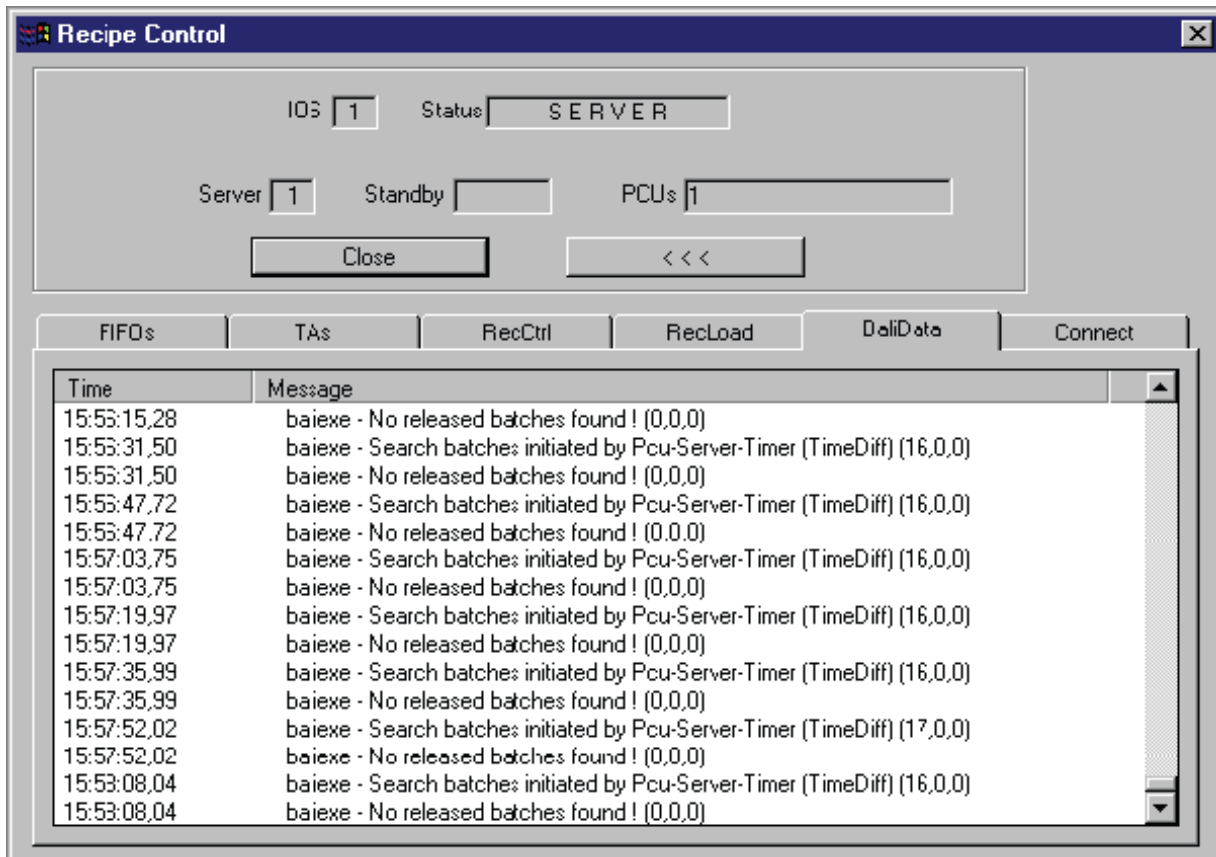 Recipe Control
IOS 1 Status S E R V E R
Server 1 Standby PCUs 1
Close < < <
FIFOs TAs RecCtrl RecLoad DaliData Connect
Time Message
15:56:15,28 baiexe - No released batches found ! (0,0,0)
15:56:31,50 baiexe - Search batches initiated by Pcu-Server-Timer (TimeDiff) (16,0,0)
15:56:31,50 baiexe - No released batches found ! (0,0,0)
15:56:47,72 baiexe - Search batches initiated by Pcu-Server-Timer (TimeDiff) (16,0,0)
15:56:47,72 baiexe - No released batches found ! (0,0,0)
15:57:03,75 baiexe - Search batches initiated by Pcu-Server-Timer (TimeDiff) (16,0,0)
15:57:03,75 baiexe - No released batches found ! (0,0,0)
15:57:19,97 baiexe - Search batches initiated by Pcu-Server-Timer (TimeDiff) (16,0,0)
15:57:19,97 baiexe - No released batches found ! (0,0,0)
15:57:35,99 baiexe - Search batches initiated by Pcu-Server-Timer (TimeDiff) (16,0,0)
15:57:35,99 baiexe - No released batches found ! (0,0,0)
15:57:52,02 baiexe - Search batches initiated by Pcu-Server-Timer (TimeDiff) (17,0,0)
15:57:52,02 baiexe - No released batches found ! (0,0,0)
15:58:08,04 baiexe - Search batches initiated by Pcu-Server-Timer (TimeDiff) (16,0,0)
15:58:08,04 baiexe - No released batches found ! (0,0,0)